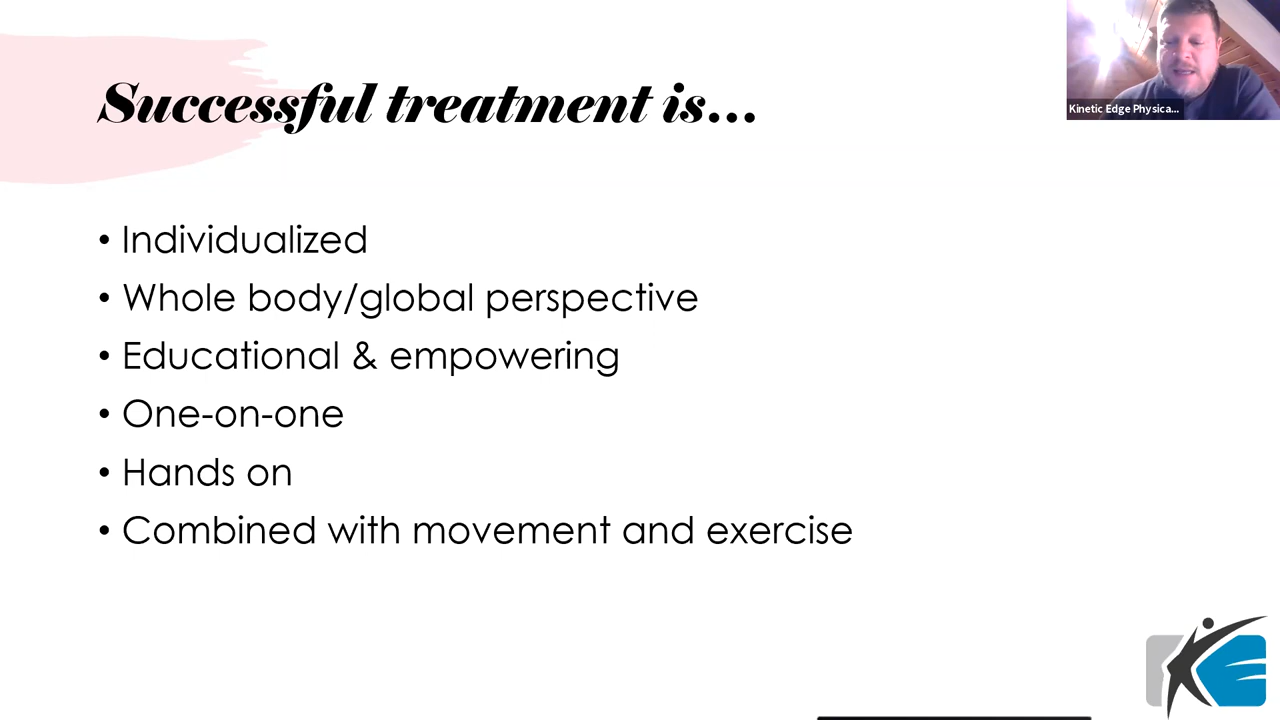 Successful treatment is...
Kinetic Edge Physica...
• Individualized
• Whole body/global perspective
• Educational & empowering
• One-on-one
• Hands on
• Combined with movement and exercise